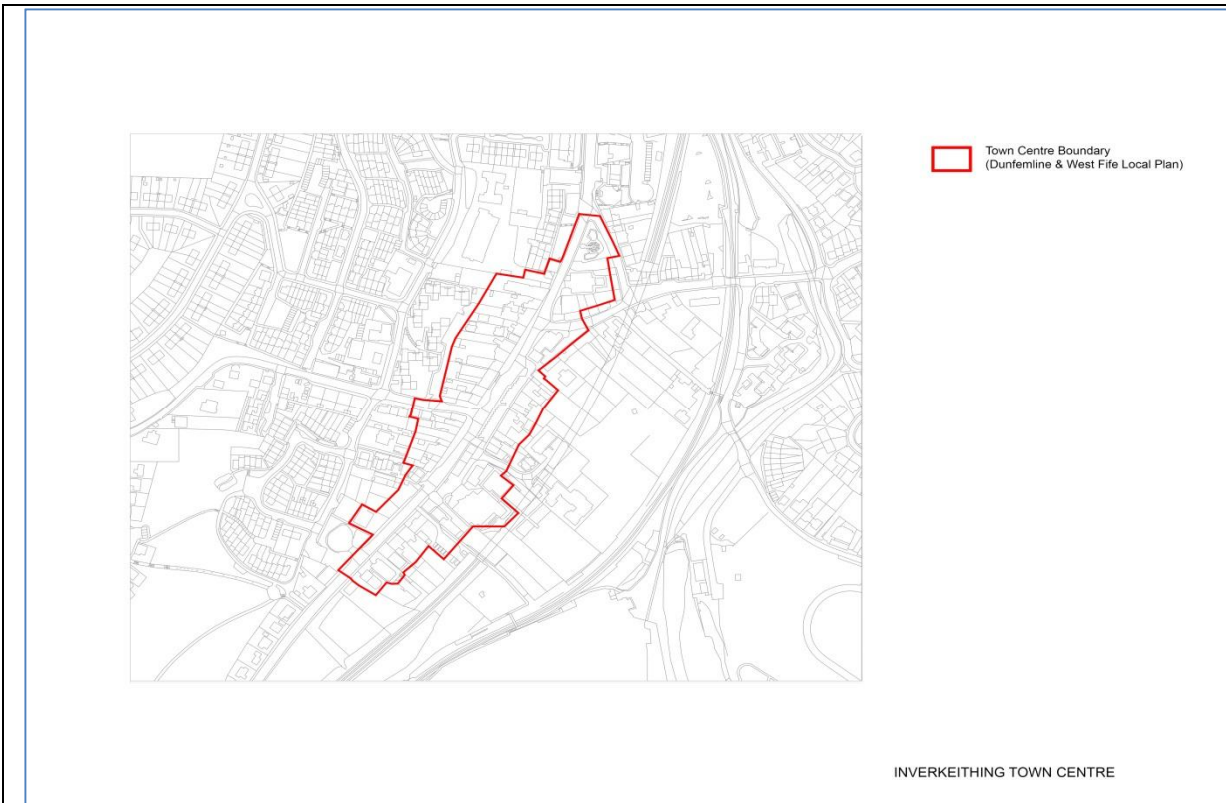 Town Centre Boundary
(Dunfemline & West Fife Local Plan)
INVERKEITHING TOWN CENTRE